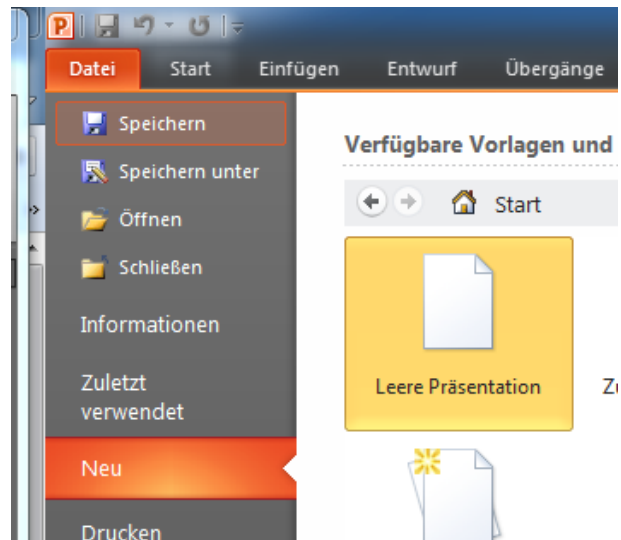 P
Datei Start Einfügen Entwurf Übergänge
Speichern
Speichern unter
Öffnen
Schließen
Informationen
Zuletzt
verwendet
Neu
Drucken
Verfügbare Vorlagen und
Start
Leere Präsentation